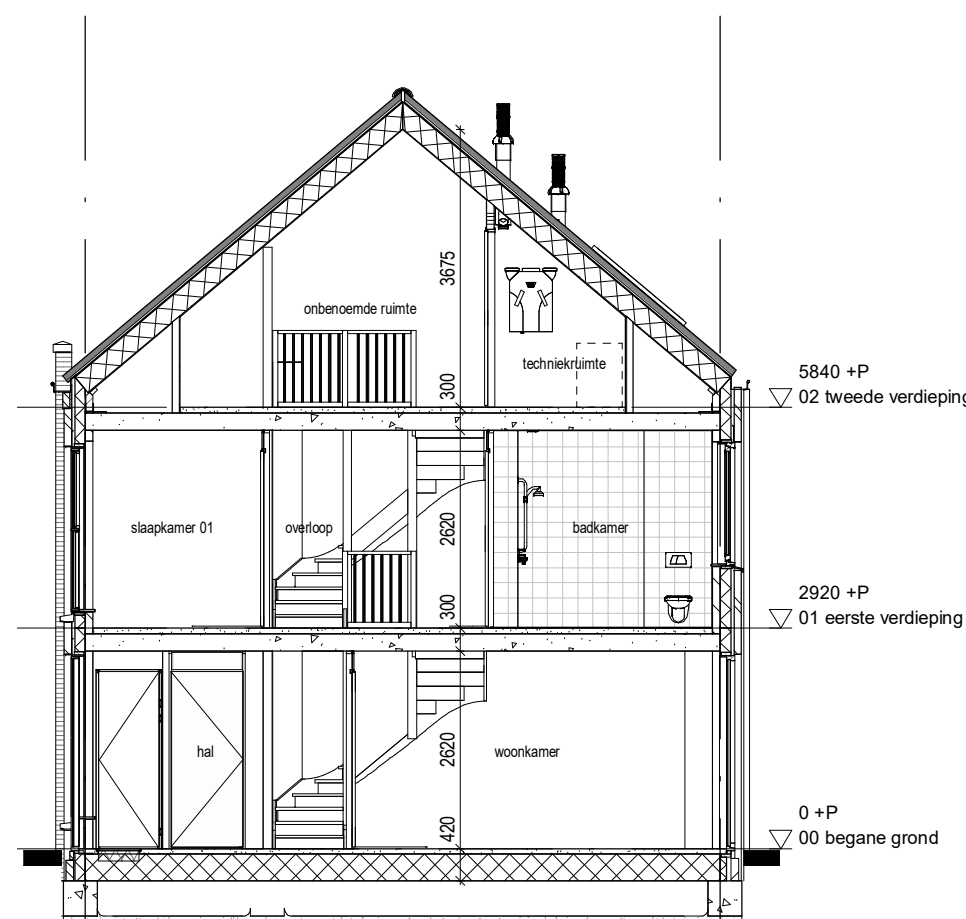 3675
onbenoemde ruimte
techniekruimte
300
5840 +P
02 tweede verdieping
slaapkamer 01
overloop
2620
badkamer
300
2920 +P
01 eerste verdieping
hal
2620
woonkamer
420
0 +P
00 begane grond